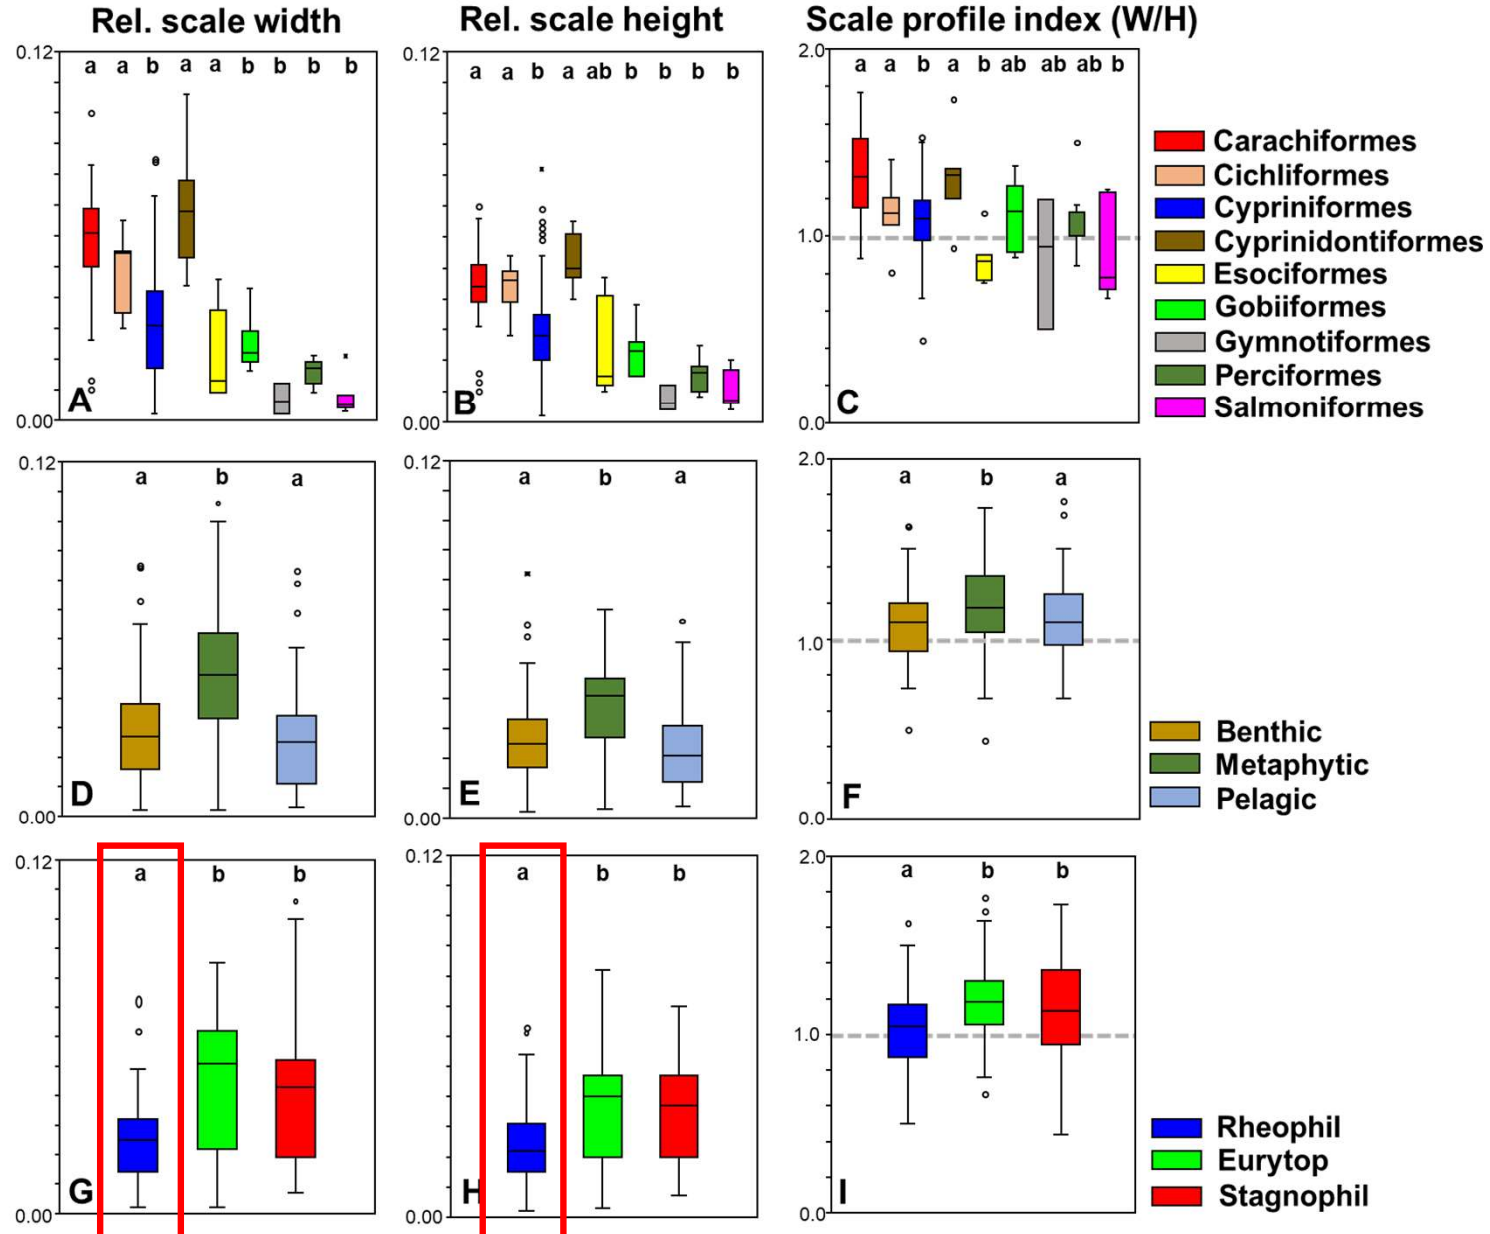 Rel. scale width
Rel. scale height
Scale profile index (W/H)
0.12
a a b a a b b b b
A
0.00
0.12
a a b a ab b b b b
B
0.00
2.0
a a b a b ab ab ab b
1.0
C
0.0
Carachiformes
Cichliformes
Cypriniformes
Cyprinidontiformes
Esociformes
Gobiiformes
Gymnotiformes
Perciformes
Salmoniformes
0.12
a b a
D
0.00
0.12
a b a
E
0.00
2.0
a b a
1.0
F
0.0
Benthic
Metaphytic
Pelagic
0.12
a b b
G
0.00
0.12
a b b
H
0.00
2.0
a b b
1.0
I
0.0
Rheophil
Eurytop
Stagnophil